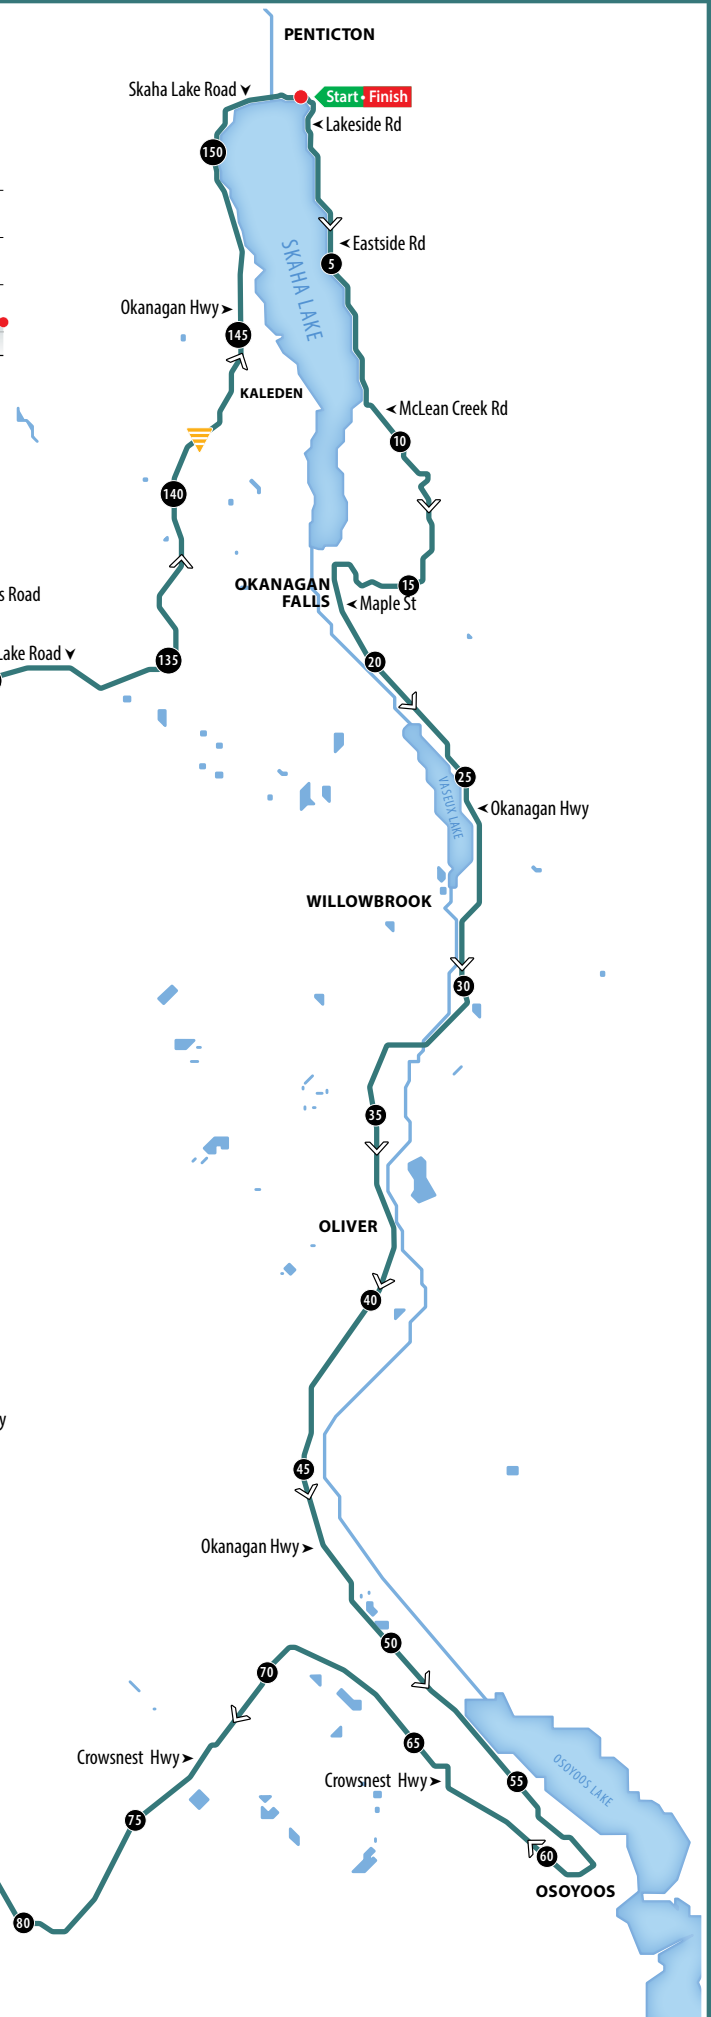 PENTICTON
Skaha Lake Road
Start • Finish
Lakeside Rd
150
Eastside Rd
5
SKAHA LAKE
Okanagan Hwy
145
KALEDEN
McLean Creek Rd
10
140
OKANAGAN
FALLS
15
s Road
Maple St
Lake Road
135
20
25
VASEUX LAKE
Okanagan Hwy
WILLOWBROOK
30
35
OLIVER
40
y
45
Okanagan Hwy
50
70
65
Crowsnest Hwy
Crowsnest Hwy
55
OSOYOOS LAKE
75
60
OSOYOOS
80